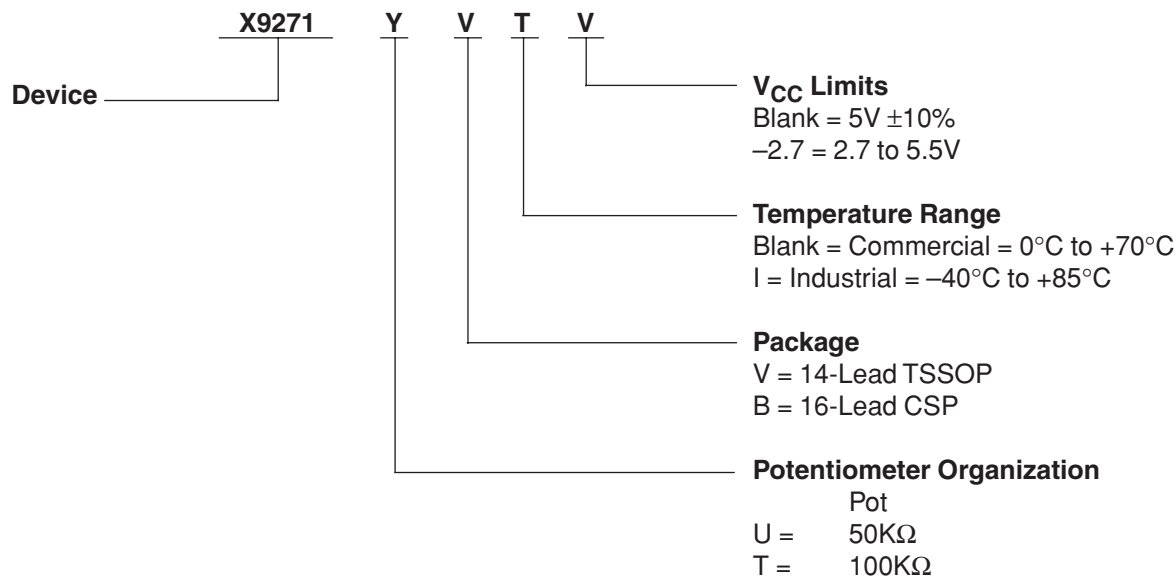 X9271 Y V T V
Device
V_CC Limits
Blank = 5V ±10%
–2.7 = 2.7 to 5.5V
Temperature Range
Blank = Commercial = 0°C to +70°C
I = Industrial = –40°C to +85°C
Package
V = 14-Lead TSSOP
B = 16-Lead CSP
Potentiometer Organization
Pot
U = 50KΩ
T = 100KΩ